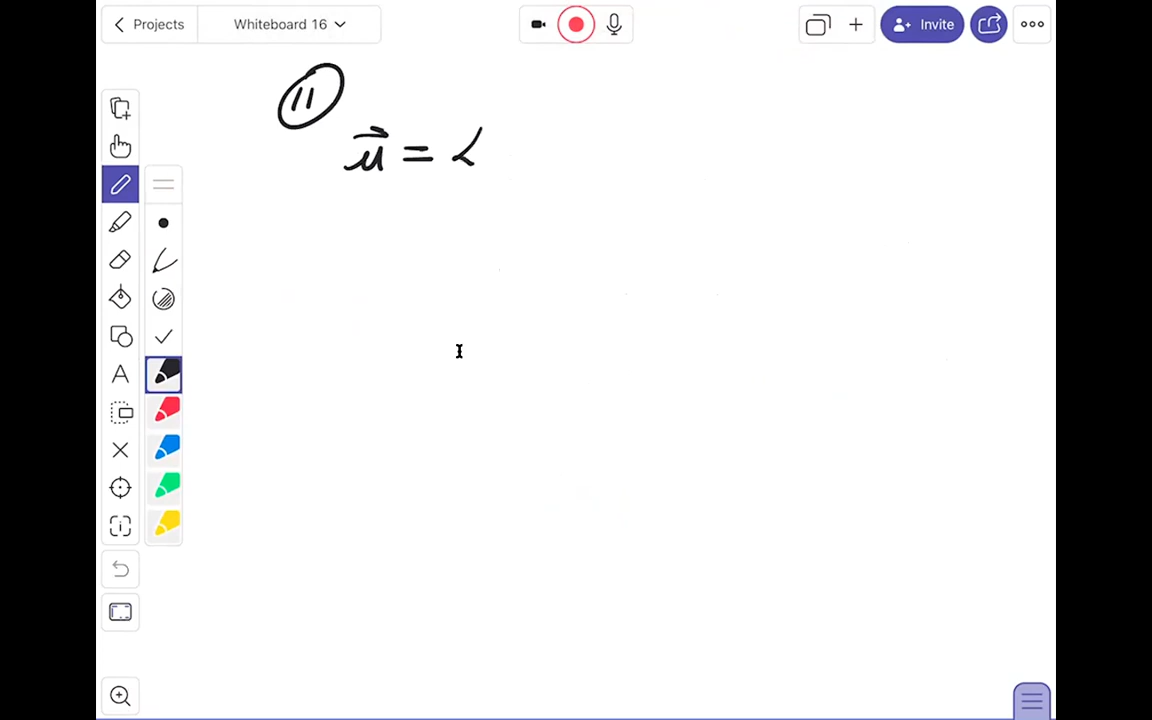 Projects
Whiteboard 16
Invite
11
u⃗ = <